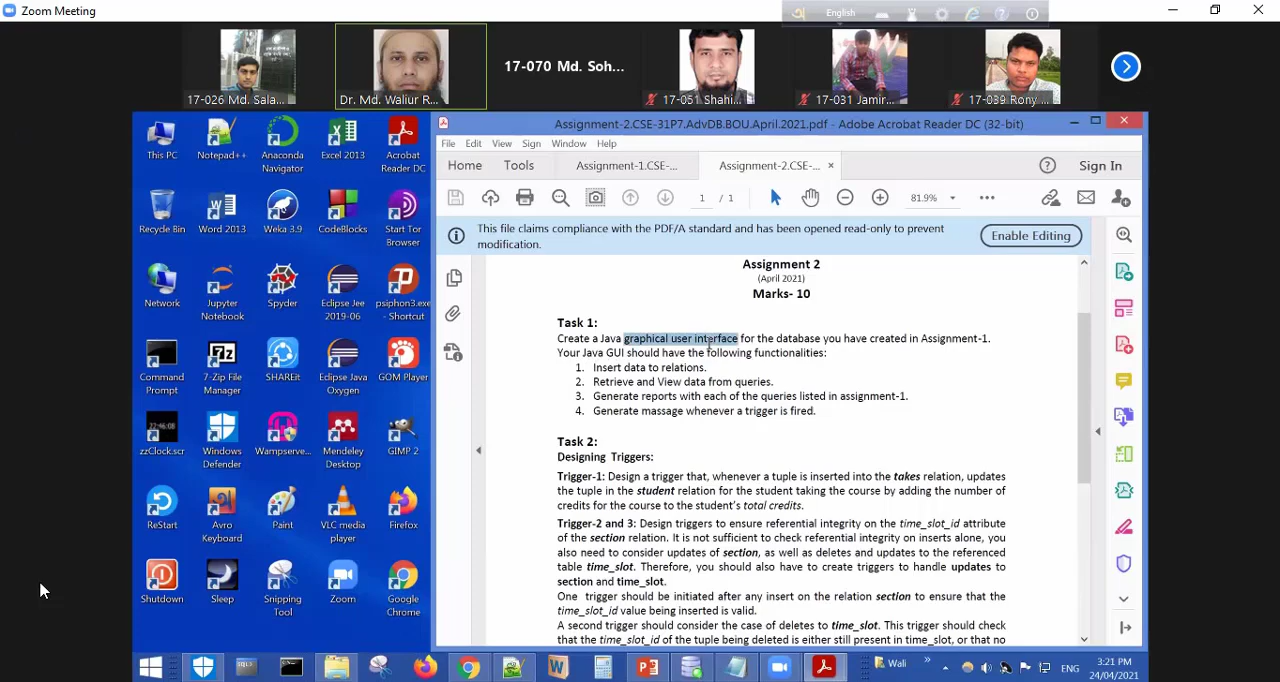 Zoom Meeting
English
17-026 Md. Sala...
Dr. Md. Waliur R...
17-070 Md. Soh...
17-051 Shahi...
17-031 Jamir...
17-039 Rony ...
This PC
Notepad++
Anaconda
Navigator
Excel 2013
Acrobat
Reader DC
Recycle Bin
Word 2013
Weka 3.9
CodeBlocks
Start Tor
Browser
Network
Jupyter
Notebook
Spyder
Eclipse Jee
2019-06
psiphon3.exe
- Shortcut
Command
Prompt
7-Zip File
Manager
SHAREit
Eclipse Java
Oxygen
GOM Player
22:46:08
zzClock.scr
Windows
Defender
Wampserve...
Mendeley
Desktop
GIMP 2
ReStart
Avro
Keyboard
Paint
VLC media
player
Firefox
Shutdown
Sleep
Snipping
Tool
Zoom
Google
Chrome
Assignment-2.CSE-31P7.AdvDB.BOU.April.2021.pdf - Adobe Acrobat Reader DC (32-bit)
File Edit View Sign Window Help
Home Tools Assignment-1.CSE-... Assignment-2.CSE-... × Sign In
1 / 1 81.9%
This file claims compliance with the PDF/A standard and has been opened read-only to prevent
modification.
Enable Editing
Assignment 2
(April 2021)
Marks- 10
Task 1:
Create a Java graphical user interface for the database you have created in Assignment-1.
Your Java GUI should have the following functionalities:
1. Insert data to relations.
2. Retrieve and View data from queries.
3. Generate reports with each of the queries listed in assignment-1.
4. Generate massage whenever a trigger is fired.
Task 2:
Designing Triggers:
Trigger-1: Design a trigger that, whenever a tuple is inserted into the takes relation, updates
the tuple in the student relation for the student taking the course by adding the number of
credits for the course to the student's total credits.
Trigger-2 and 3: Design triggers to ensure referential integrity on the time_slot_id attribute
of the section relation. It is not sufficient to check referential integrity on inserts alone, you
also need to consider updates of section, as well as deletes and updates to the referenced
table time_slot. Therefore, you should also have to create triggers to handle updates to
section and time_slot.
One trigger should be initiated after any insert on the relation section to ensure that the
time_slot_id value being inserted is valid.
A second trigger should consider the case of deletes to time_slot. This trigger should check
that the time_slot_id of the tuple being deleted is either still present in time_slot, or that no
Wali
ENG
3:21 PM
24/04/2021